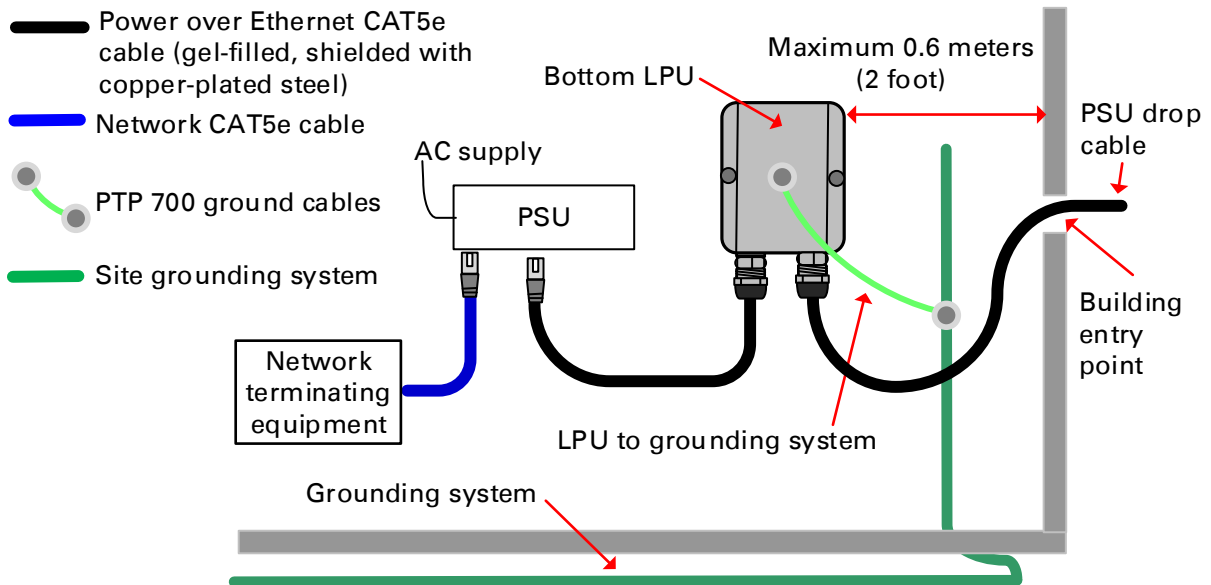 Power over Ethernet CAT5e
cable (gel-filled, shielded with
copper-plated steel)
Network CAT5e cable
PTP 700 ground cables
Site grounding system
AC supply
PSU
Network
terminating
equipment
Bottom LPU
Maximum 0.6 meters
(2 foot)
PSU drop
cable
Building
entry
point
LPU to grounding system
Grounding system